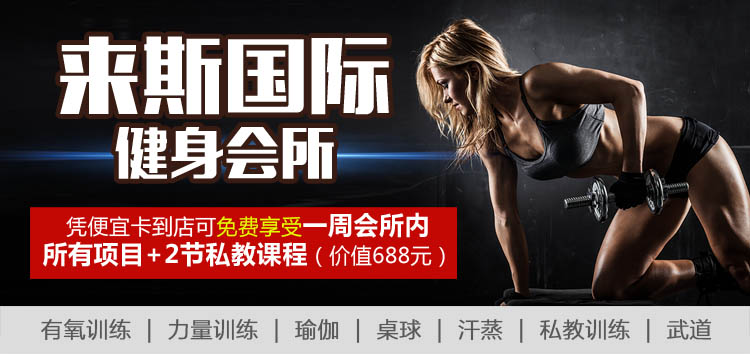 来斯国际
健身会所
凭便宜卡到店可免费享受一周会所内
所有项目+2节私教课程（价值688元）
有氧训练 | 力量训练 | 瑜伽 | 桌球 | 汗蒸 | 私教训练 | 武道